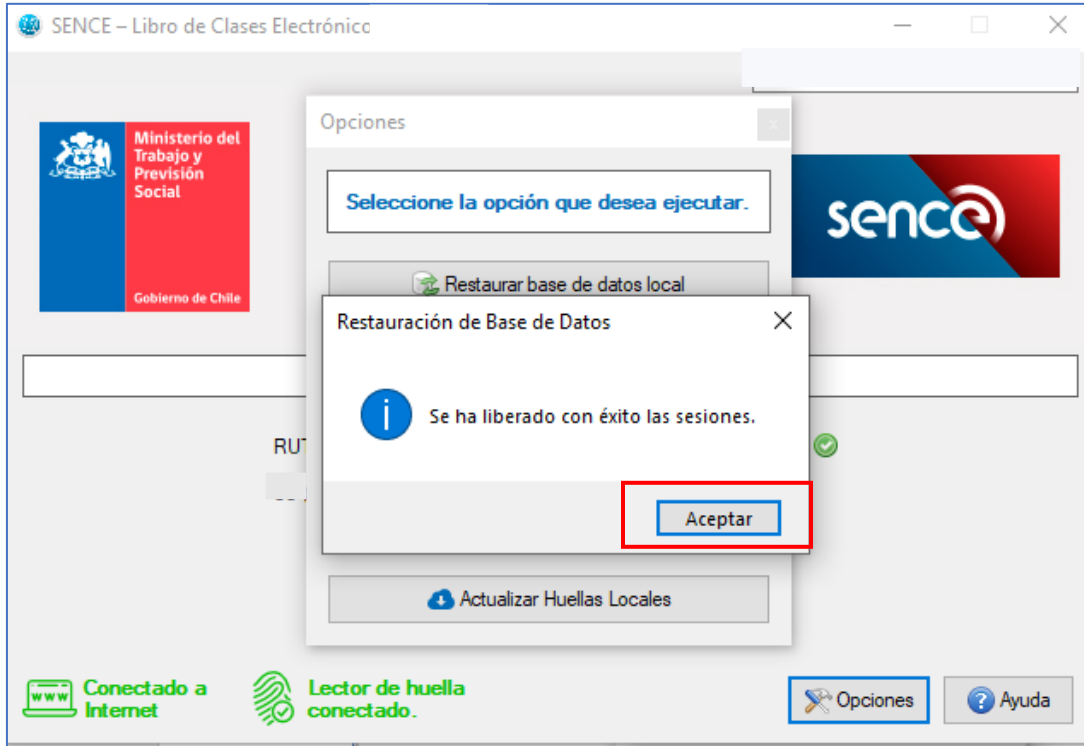 SENCE – Libro de Clases Electrónico
Opciones
Ministerio del
Trabajo y
Previsión
Social
Gobierno de Chile
Seleccione la opción que desea ejecutar.
sence
Restaurar base de datos local
Restauración de Base de Datos
Se ha liberado con éxito las sesiones.
RUT
Aceptar
Actualizar Huellas Locales
www
Conectado a
Internet
Lector de huella
conectado.
Opciones
Ayuda